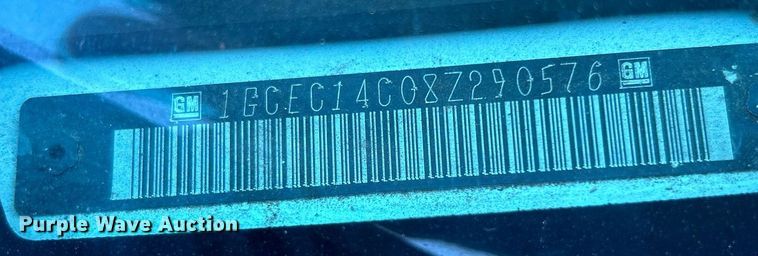 GM 1GCEC14C08Z290576 GM
Purple Wave Auction